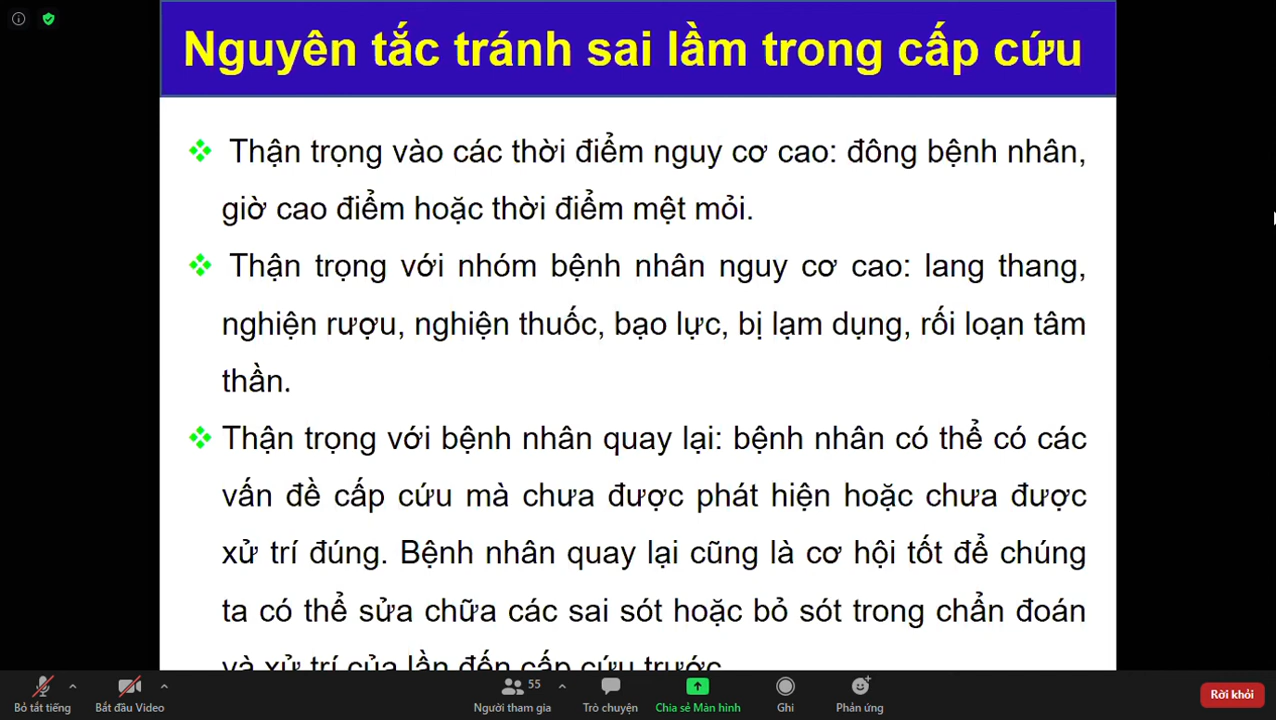 Nguyên tắc tránh sai lầm trong cấp cứu
Thận trọng vào các thời điểm nguy cơ cao: đông bệnh nhân,
giờ cao điểm hoặc thời điểm mệt mỏi.
Thận trọng với nhóm bệnh nhân nguy cơ cao: lang thang,
nghiện rượu, nghiện thuốc, bạo lực, bị lạm dụng, rối loạn tâm
thần.
Thận trọng với bệnh nhân quay lại: bệnh nhân có thể có các
vấn đề cấp cứu mà chưa được phát hiện hoặc chưa được
xử trí đúng. Bệnh nhân quay lại cũng là cơ hội tốt để chúng
ta có thể sửa chữa các sai sót hoặc bỏ sót trong chẩn đoán
và xử trí của lần đến cấp cứu trước.
55
Bỏ tắt tiếng
Bắt đầu Video
Người tham gia
Trò chuyện
Chia sẻ Màn hình
Ghi
Phản ứng
Rời khỏi